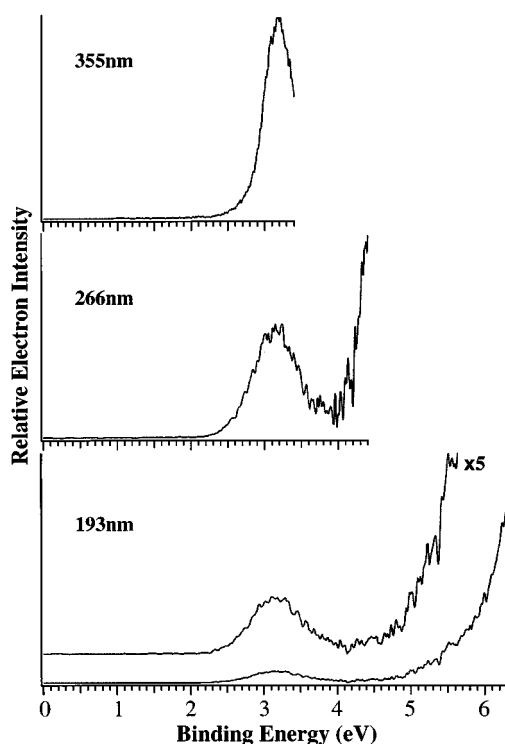 355nm
266nm
193nm
x5
Relative Electron Intensity
0 1 2 3 4 5 6
Binding Energy (eV)